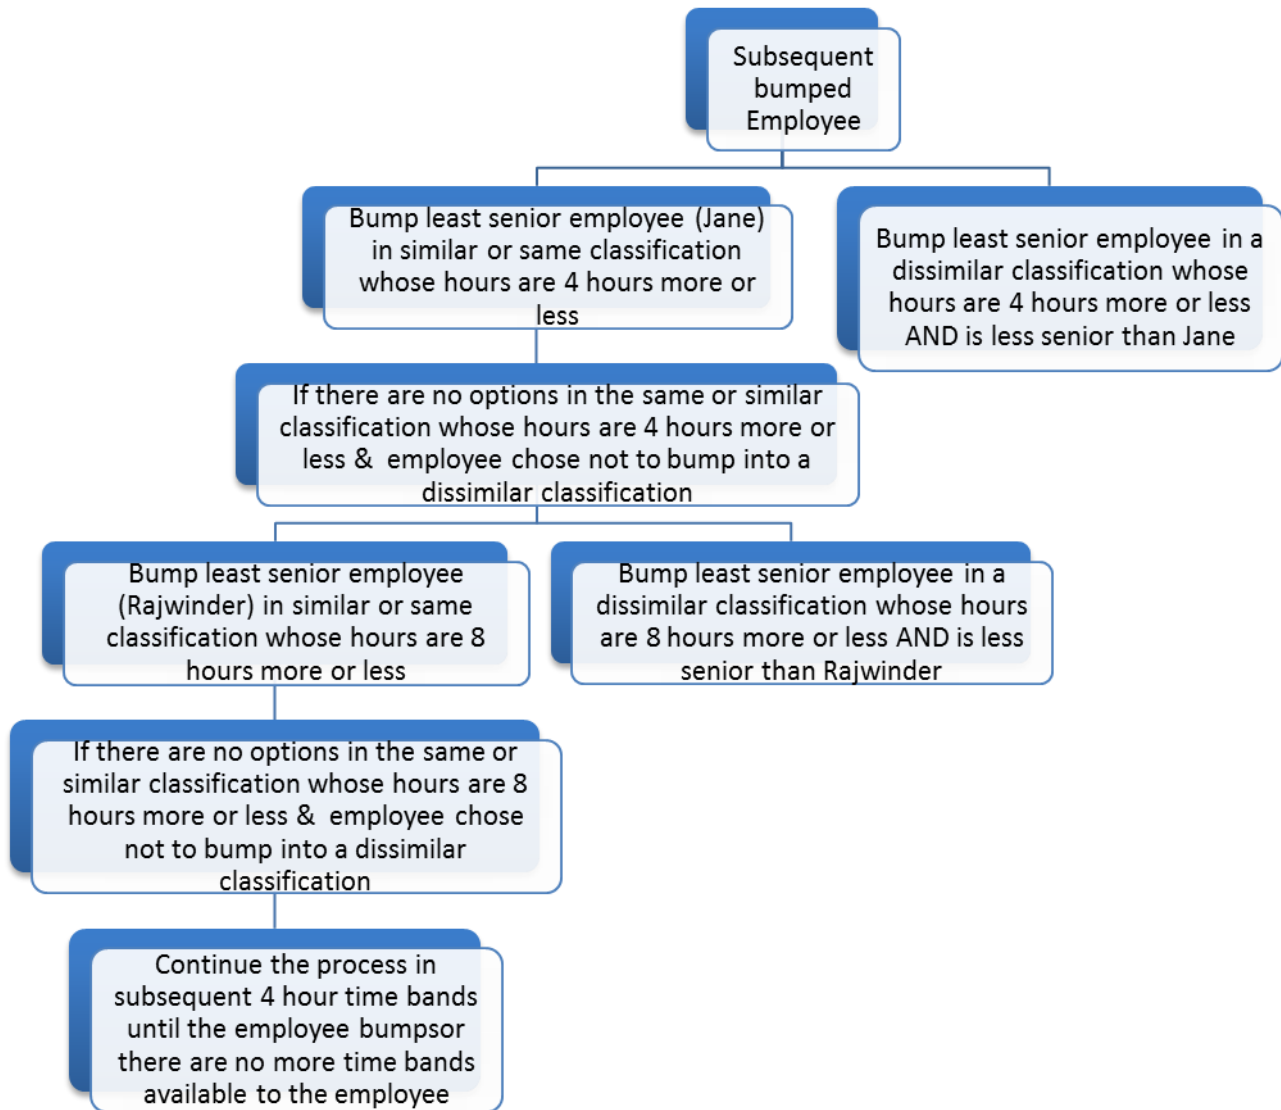 Subsequent
bumped
Employee
Bump least senior employee (Jane)
in similar or same classification
whose hours are 4 hours more or
less
Bump least senior employee in a
dissimilar classification whose
hours are 4 hours more or less
AND is less senior than Jane
If there are no options in the same or similar
classification whose hours are 4 hours more or
less & employee chose not to bump into a
dissimilar classification
Bump least senior employee
(Rajwinder) in similar or same
classification whose hours are 8
hours more or less
Bump least senior employee in a
dissimilar classification whose hours
are 8 hours more or less AND is less
senior than Rajwinder
If there are no options in the same or
similar classification whose hours are 8
hours more or less & employee chose
not to bump into a dissimilar
classification
Continue the process in
subsequent 4 hour time bands
until the employee bumpsor
there are no more time bands
available to the employee